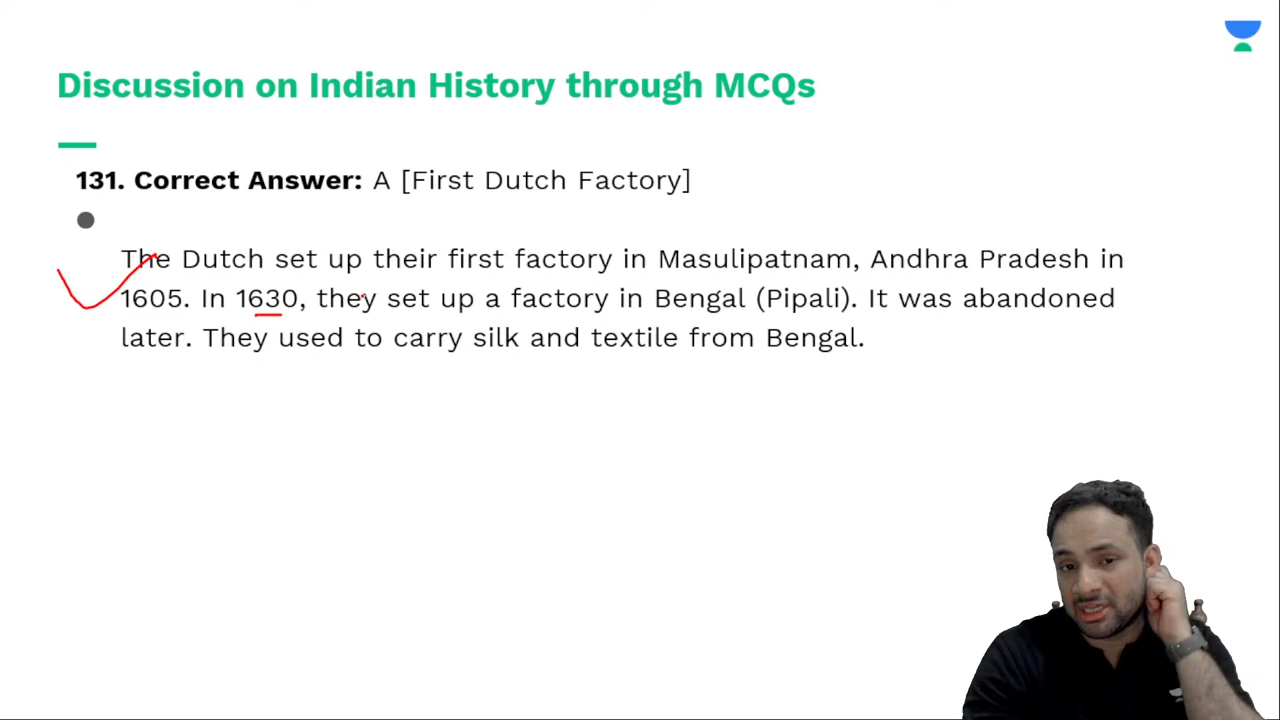 Discussion on Indian History through MCQs
131. Correct Answer: A [First Dutch Factory]
The Dutch set up their first factory in Masulipatnam, Andhra Pradesh in
1605. In 1630, they set up a factory in Bengal (Pipali). It was abandoned
later. They used to carry silk and textile from Bengal.